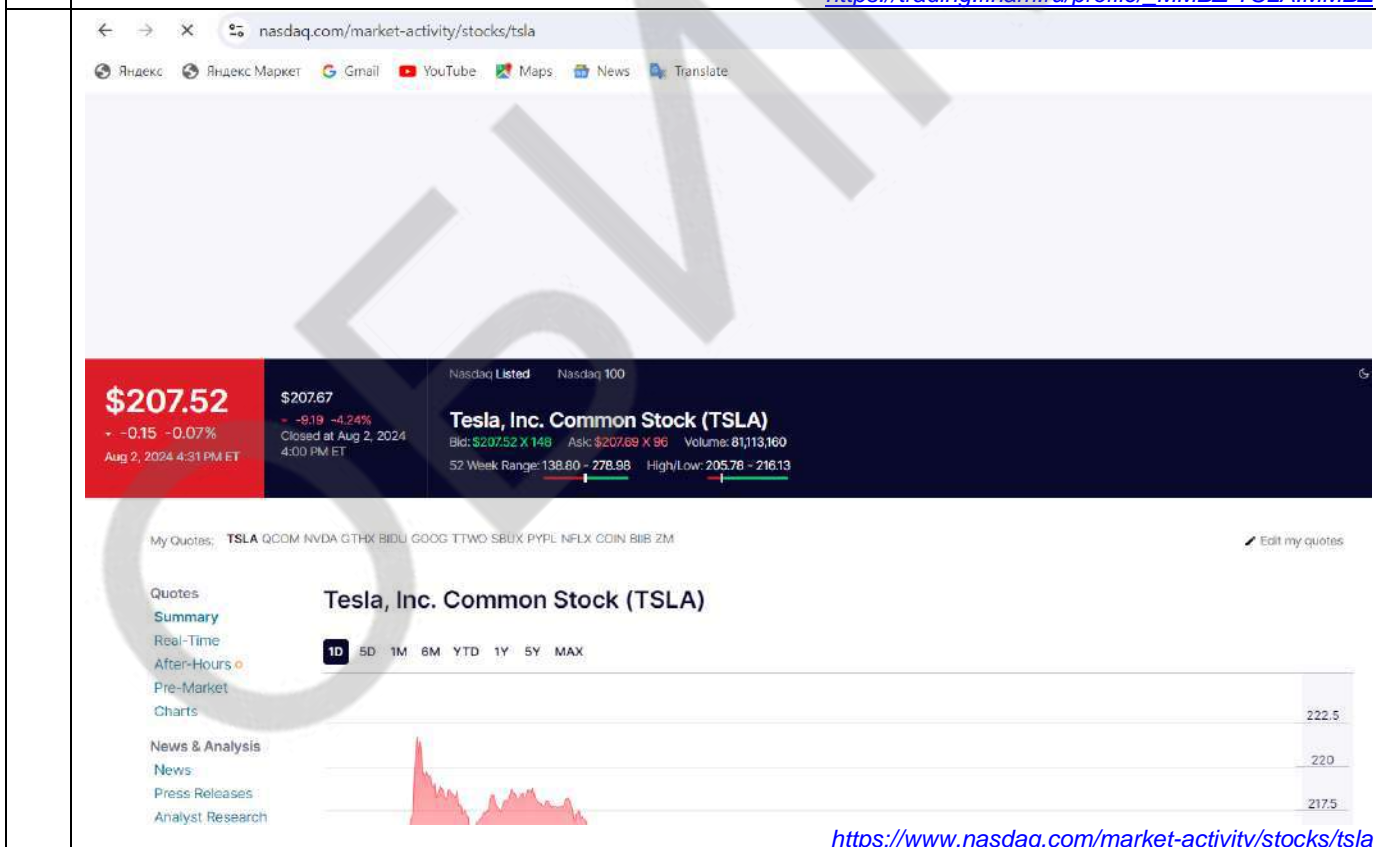 nasdaq.com/market-activity/stocks/tsla
Яндекс Яндекс Маркет Gmail YouTube Maps News Translate
Nasdaq Listed Nasdaq 100
$207.52
$207.67
-0.15 -0.07%
-9.19 -4.24%
Aug 2, 2024 4:31 PM ET
Closed at Aug 2, 2024
4:00 PM ET
Tesla, Inc. Common Stock (TSLA)
Bid: $207.52 X 148 Ask: $207.69 X 96 Volume: 81,113,160
52 Week Range: 138.80 - 278.98 High/Low: 205.78 - 216.13
My Quotes: TSLA QCOM NVDA GTHX BIDU GOOG TTWO SBUX PYPL NFLX COIN BIIB ZM
Edit my quotes
Quotes
Summary
Real-Time
After-Hours
Pre-Market
Charts
News & Analysis
News
Press Releases
Analyst Research
Tesla, Inc. Common Stock (TSLA)
1D 5D 1M 6M YTD 1Y 5Y MAX
222.5
220
217.5
https://www.nasdaq.com/market-activity/stocks/tsla